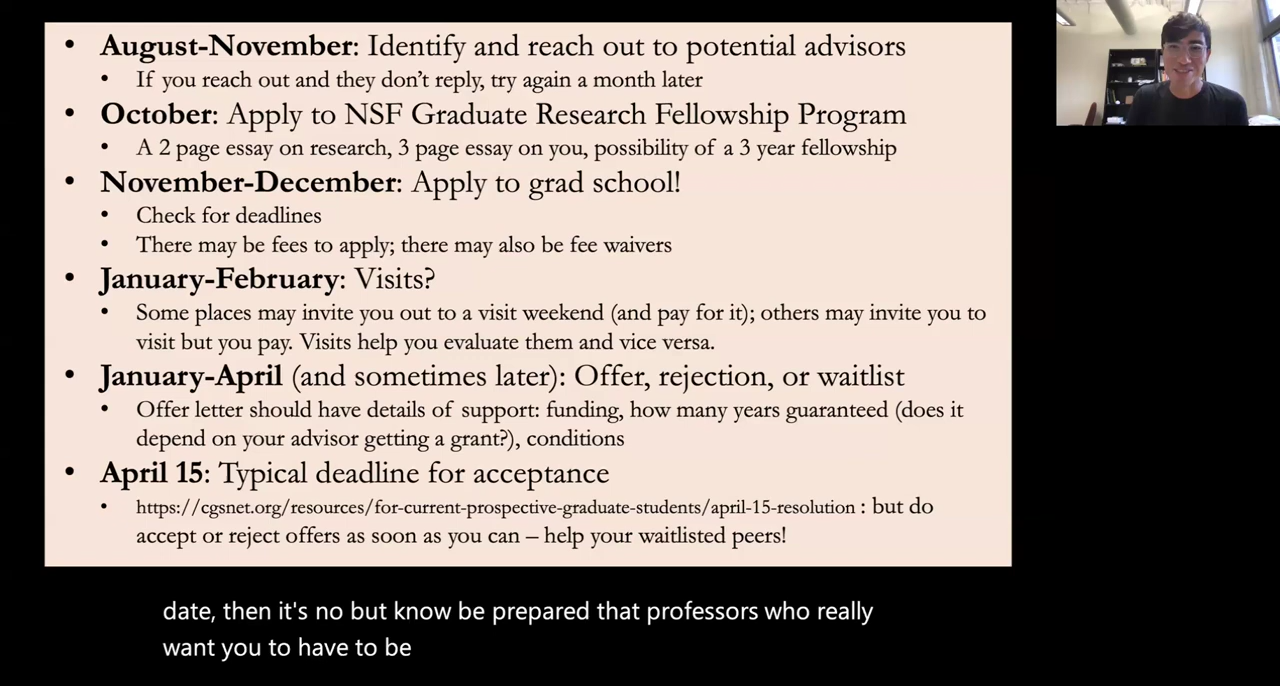 • August-November: Identify and reach out to potential advisors
• If you reach out and they don't reply, try again a month later
• October: Apply to NSF Graduate Research Fellowship Program
• A 2 page essay on research, 3 page essay on you, possibility of a 3 year fellowship
• November-December: Apply to grad school!
• Check for deadlines
• There may be fees to apply; there may also be fee waivers
• January-February: Visits?
• Some places may invite you out to a visit weekend (and pay for it); others may invite you to
visit but you pay. Visits help you evaluate them and vice versa.
• January-April (and sometimes later): Offer, rejection, or waitlist
• Offer letter should have details of support: funding, how many years guaranteed (does it
depend on your advisor getting a grant?), conditions
• April 15: Typical deadline for acceptance
• https://cgsnet.org/resources/for-current-prospective-graduate-students/april-15-resolution : but do
accept or reject offers as soon as you can – help your waitlisted peers!
date, then it's no but know be prepared that professors who really
want you to have to be